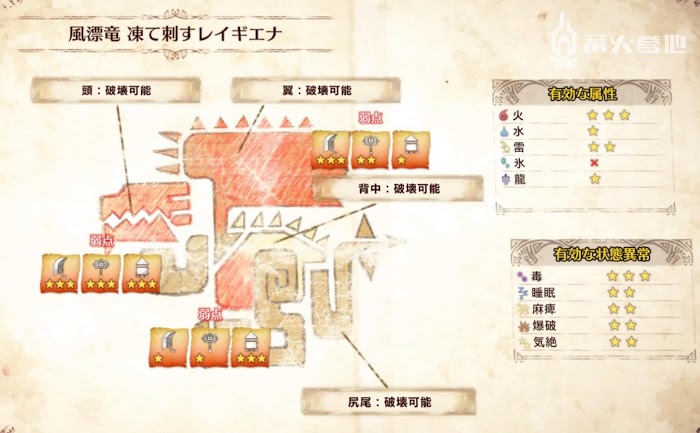 風漂竜 凍て刺すレイギエナ
篝火营地
頭：破壊可能
翼：破壊可能
弱点
★★★ ★★ ★
背中：破壊可能
弱点
★★★ ★★★ ★★★
弱点
★ ★ ★★★
尻尾：破壊可能
有効な属性
火 ★★★
水 ★
雷 ★★
氷 ×
龍 ★
有効な状態異常
毒 ★★★
睡眠 ★★
麻痺 ★★
爆破 ★★
気絶 ★★